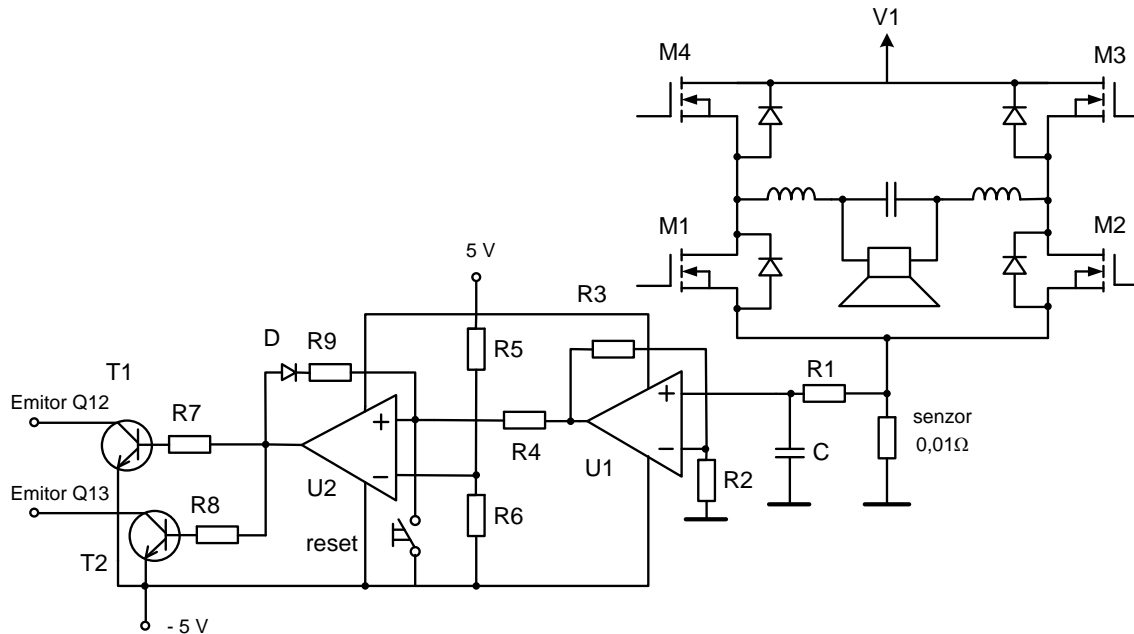 V1
M4
M3
M1
M2
5 V
R3
D
R9
R5
R1
T1
Emitor Q12
R7
+
+
senzor
0,01Ω
R4
−
−
U1
C
U2
R2
Emitor Q13
R8
R6
reset
T2
- 5 V